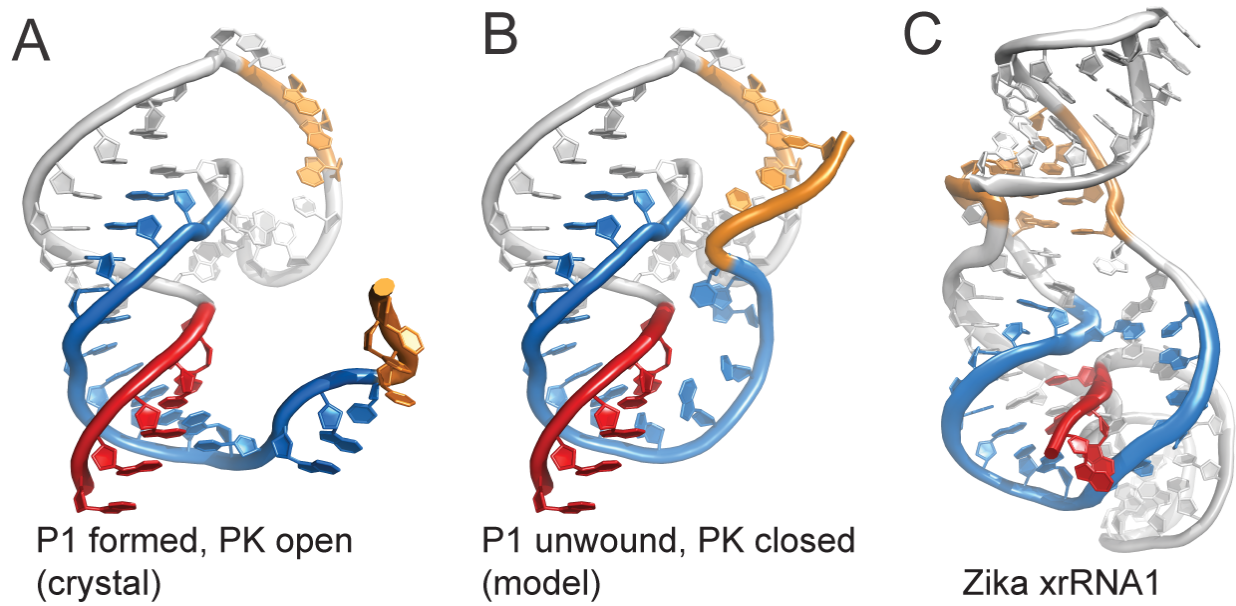 A
B
C
P1 formed, PK open
(crystal)
P1 unwound, PK closed
(model)
Zika xrRNA1